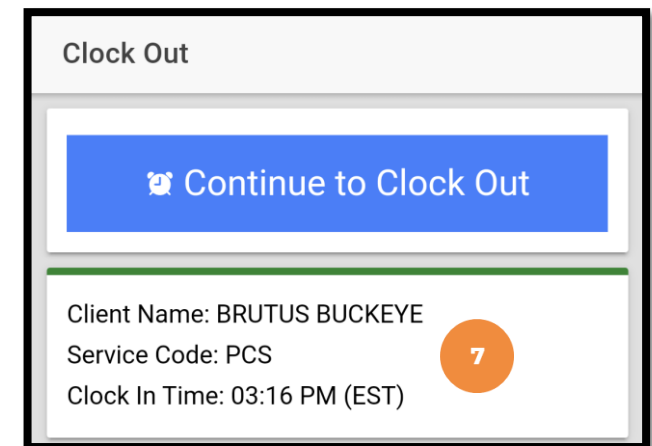 Clock Out
Continue to Clock Out
Client Name: BRUTUS BUCKEYE
Service Code: PCS
7
Clock In Time: 03:16 PM (EST)